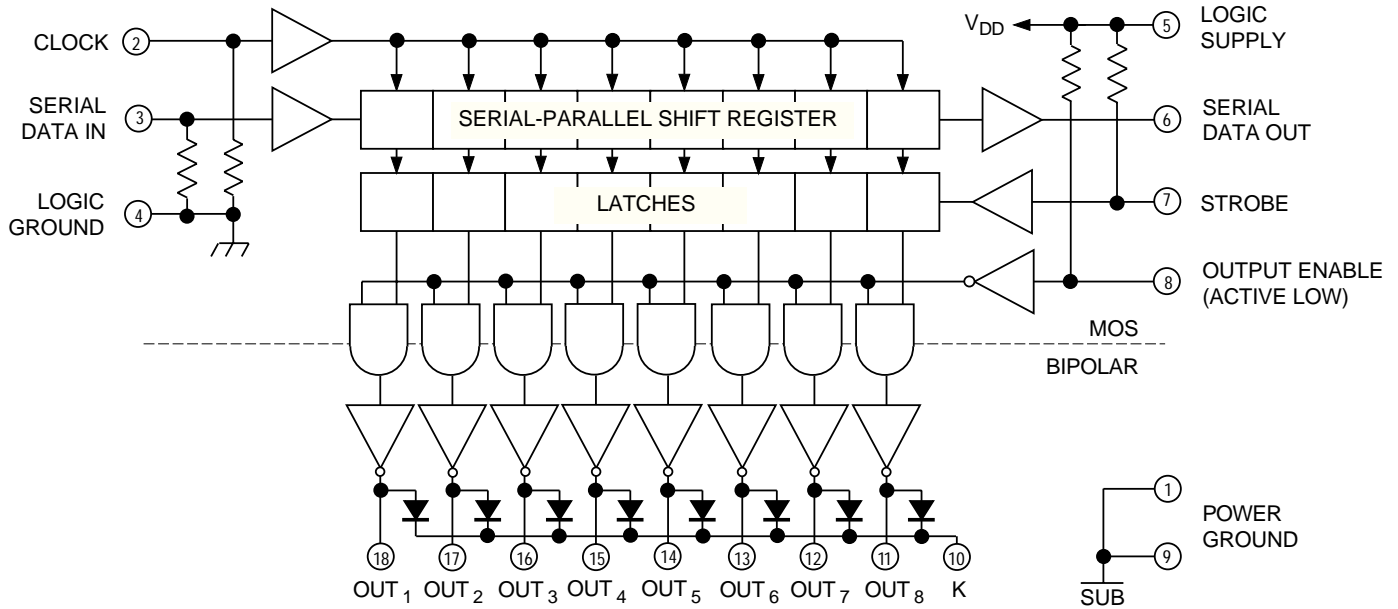 CLOCK 2
SERIAL
DATA IN 3
LOGIC
GROUND 4
SERIAL-PARALLEL SHIFT REGISTER
LATCHES
VDD
5 LOGIC
SUPPLY
6 SERIAL
DATA OUT
7 STROBE
8 OUTPUT ENABLE
(ACTIVE LOW)
MOS
BIPOLAR
18 17 16 15 14 13 12 11 10
OUT1 OUT2 OUT3 OUT4 OUT5 OUT6 OUT7 OUT8 K
1
POWER
GROUND
9
SUB